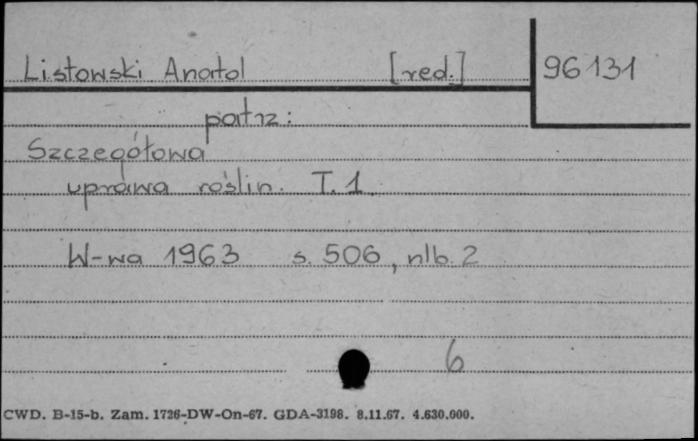 Listowski Anatol [red.] 96131
patrz:
Szczegółowa
uprawa roślin. T. 1
W-wa 1963 s. 506, nlb. 2
6
CWD. B-15-b. Zam. 1726-DW-On-67. GDA-3198. 8.11.67. 4.630.000.